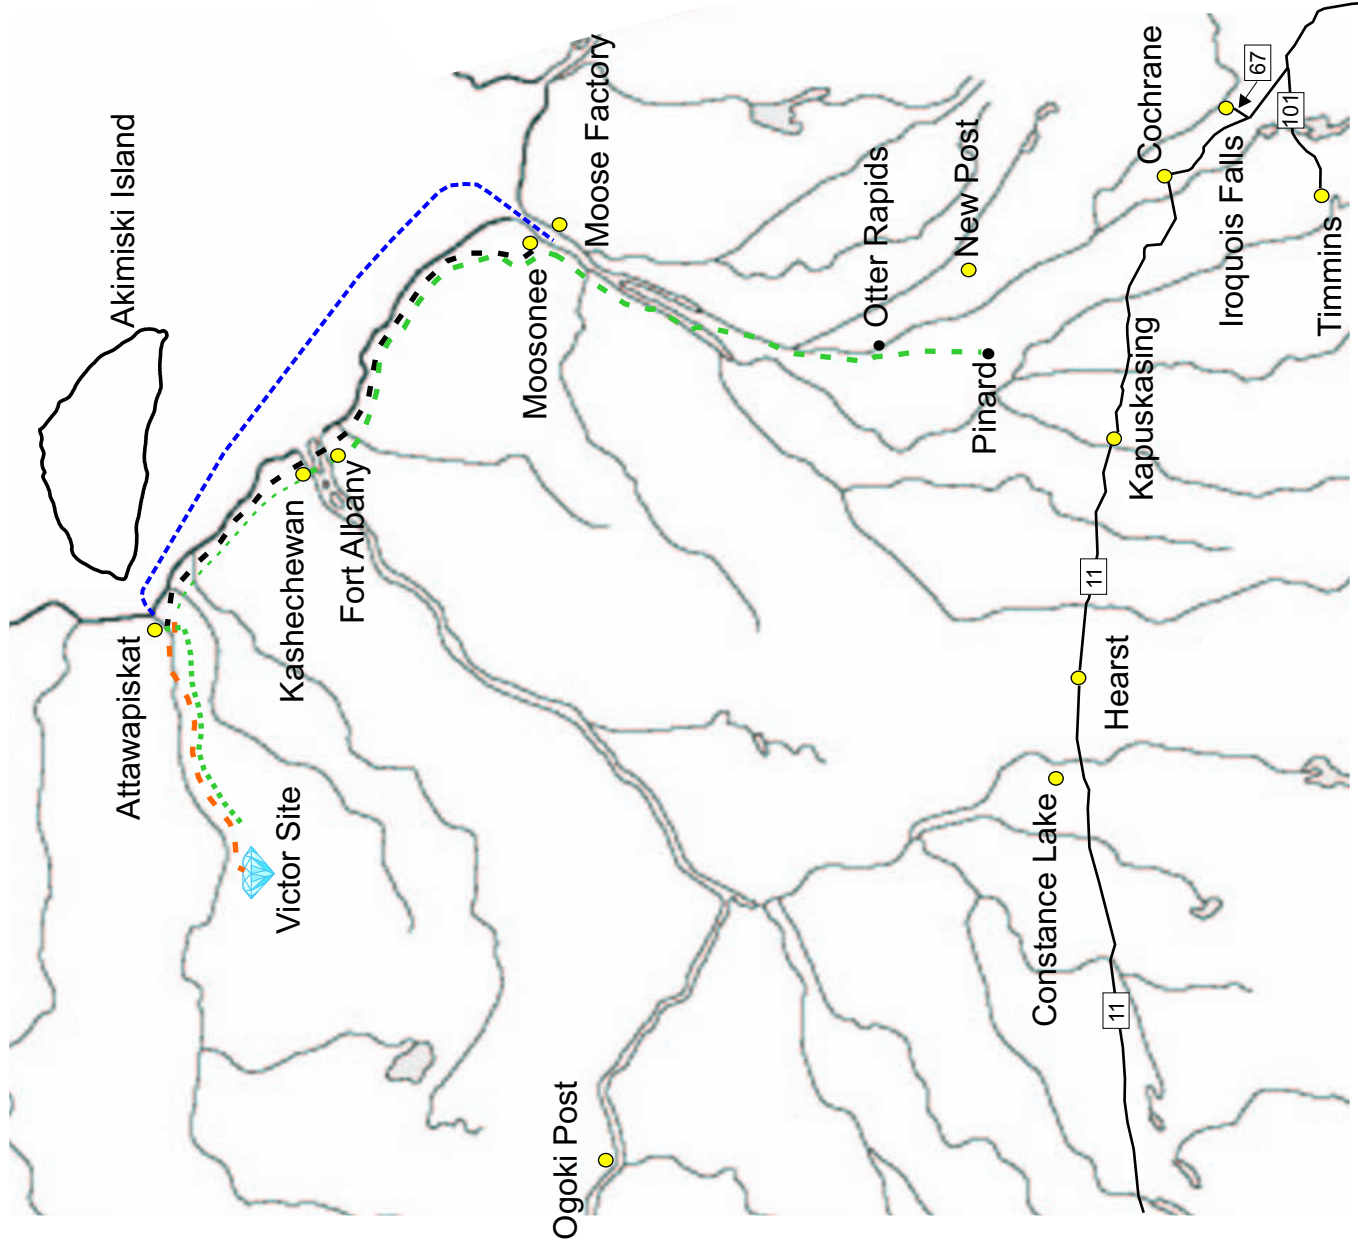 Akimiski Island
Attawapiskat
Victor Site
Kashechewan
Fort Albany
Moosonee
Moose Factory
Otter Rapids
New Post
Pinard
Ogoki Post
Constance Lake
Hearst
Kapuskasing
Cochrane
Iroquois Falls
Timmins
11
11
67
101